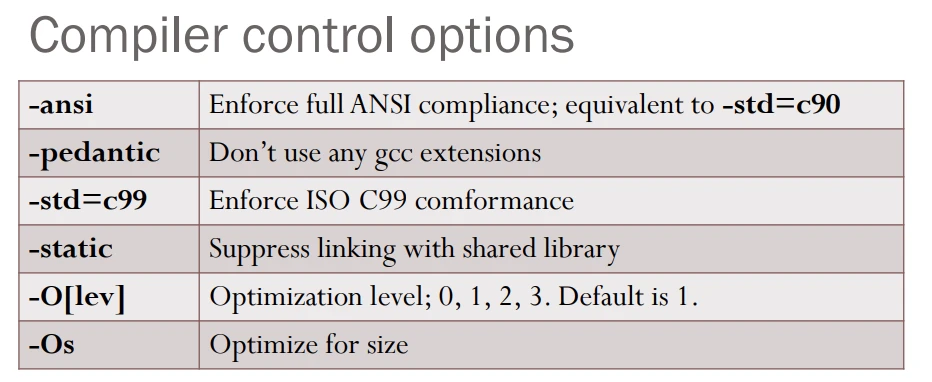 Compiler control options
-ansi Enforce full ANSI compliance; equivalent to -std=c90
-pedantic Don’t use any gcc extensions
-std=c99 Enforce ISO C99 comformance
-static Suppress linking with shared library
-O[lev] Optimization level; 0, 1, 2, 3. Default is 1.
-Os Optimize for size